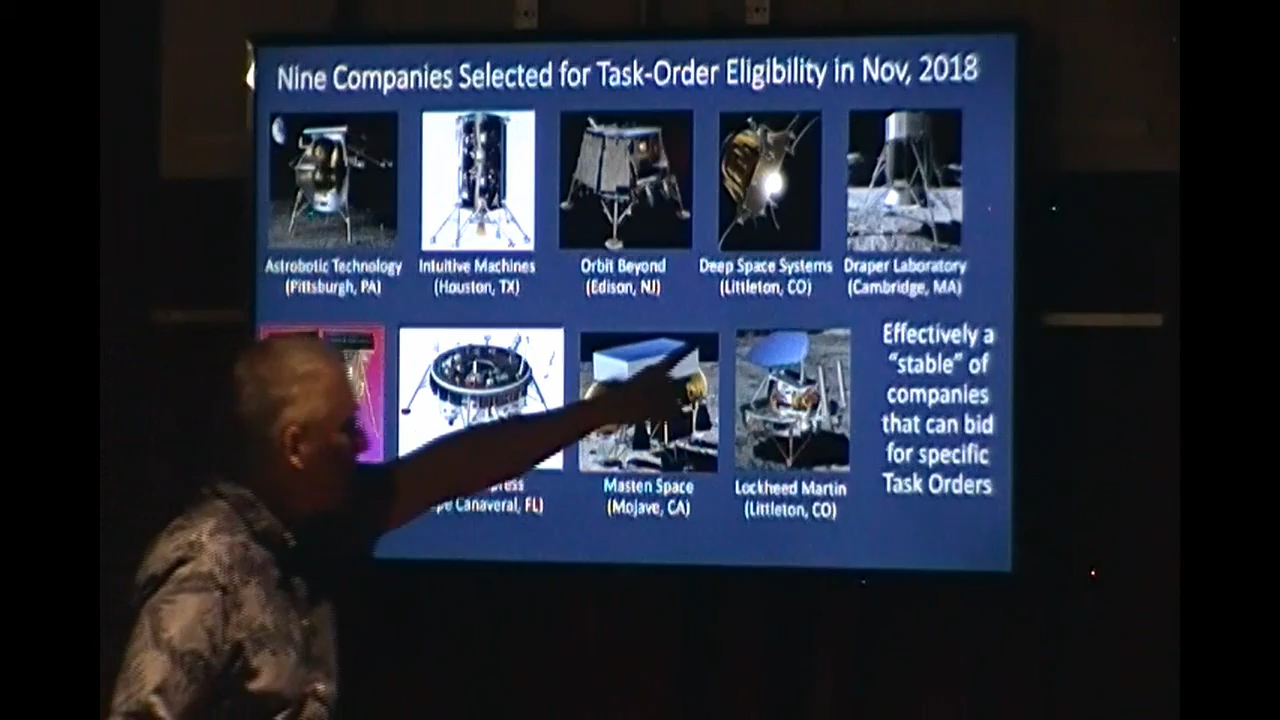 Nine Companies Selected for Task-Order Eligibility in Nov, 2018
Astrobotic Technology
(Pittsburgh, PA)
Intuitive Machines
(Houston, TX)
Orbit Beyond
(Edison, NJ)
Deep Space Systems
(Littleton, CO)
Draper Laboratory
(Cambridge, MA)
Canaveral, FL)
Masten Space
(Mojave, CA)
Lockheed Martin
(Littleton, CO)
Effectively a
“stable” of
companies
that can bid
for specific
Task Orders